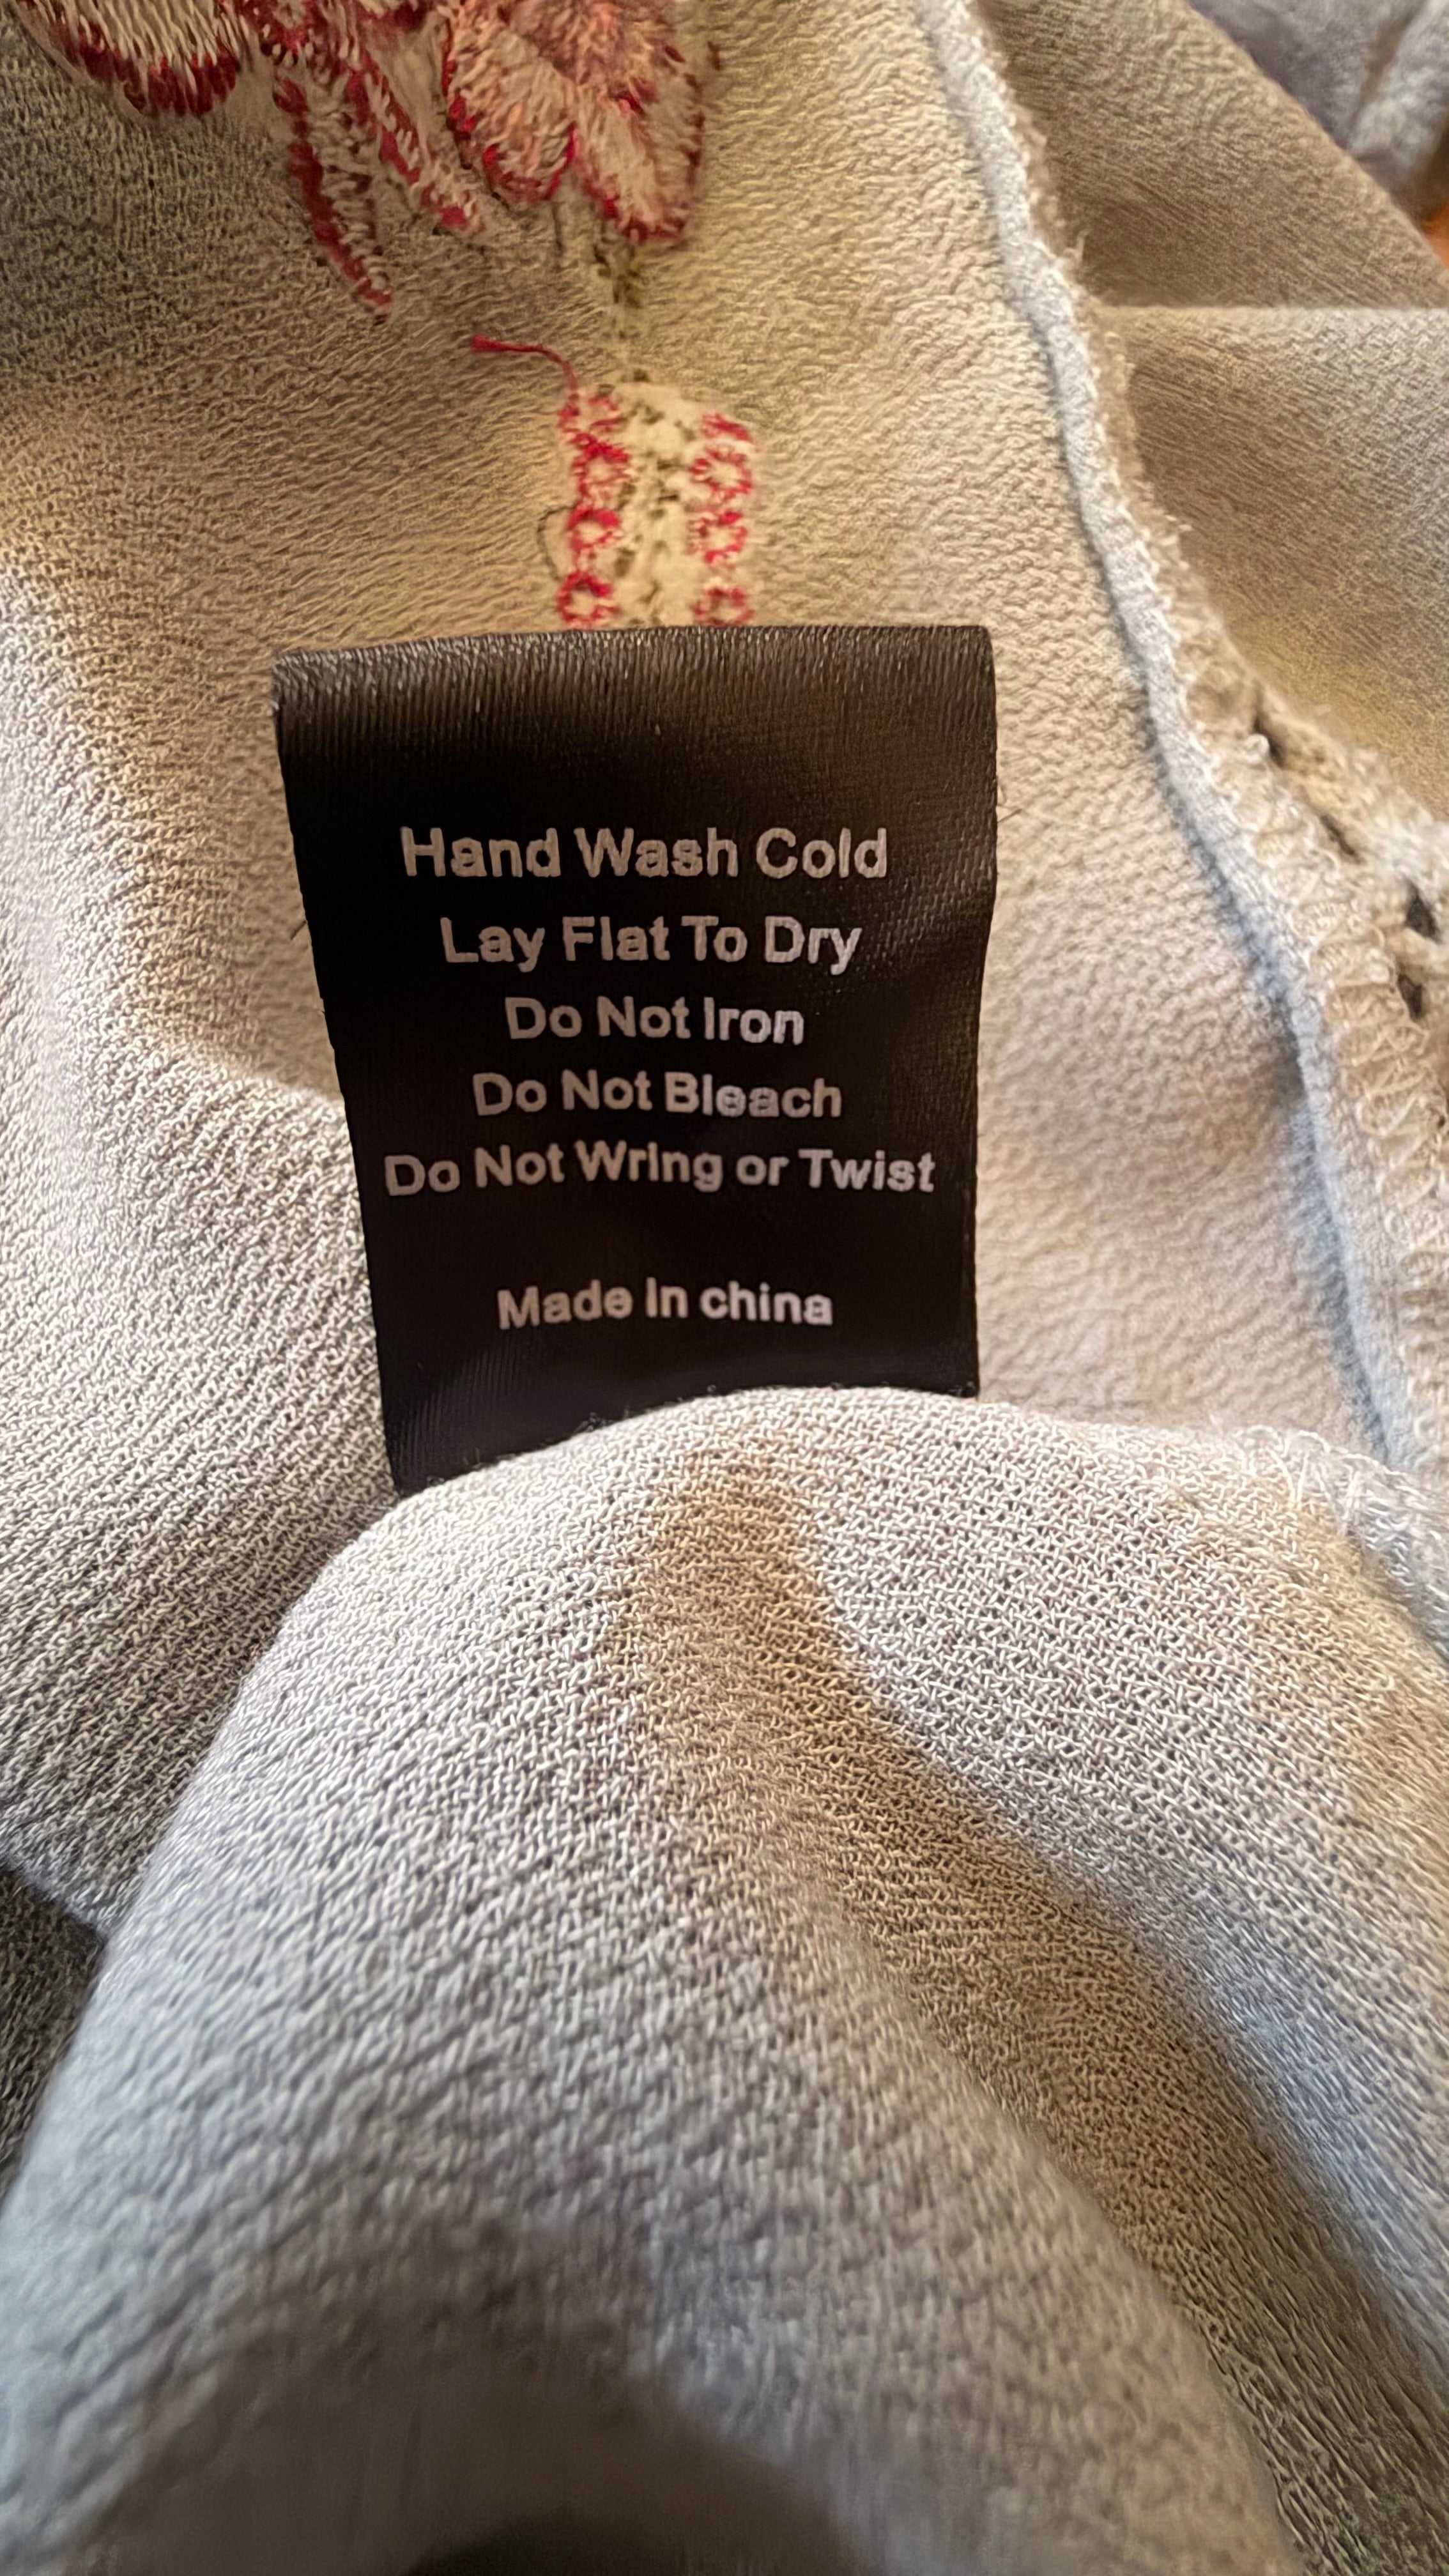 Hand Wash Cold
Lay Flat To Dry
Do Not Iron
Do Not Bleach
Do Not Wring or Twist
Made In china